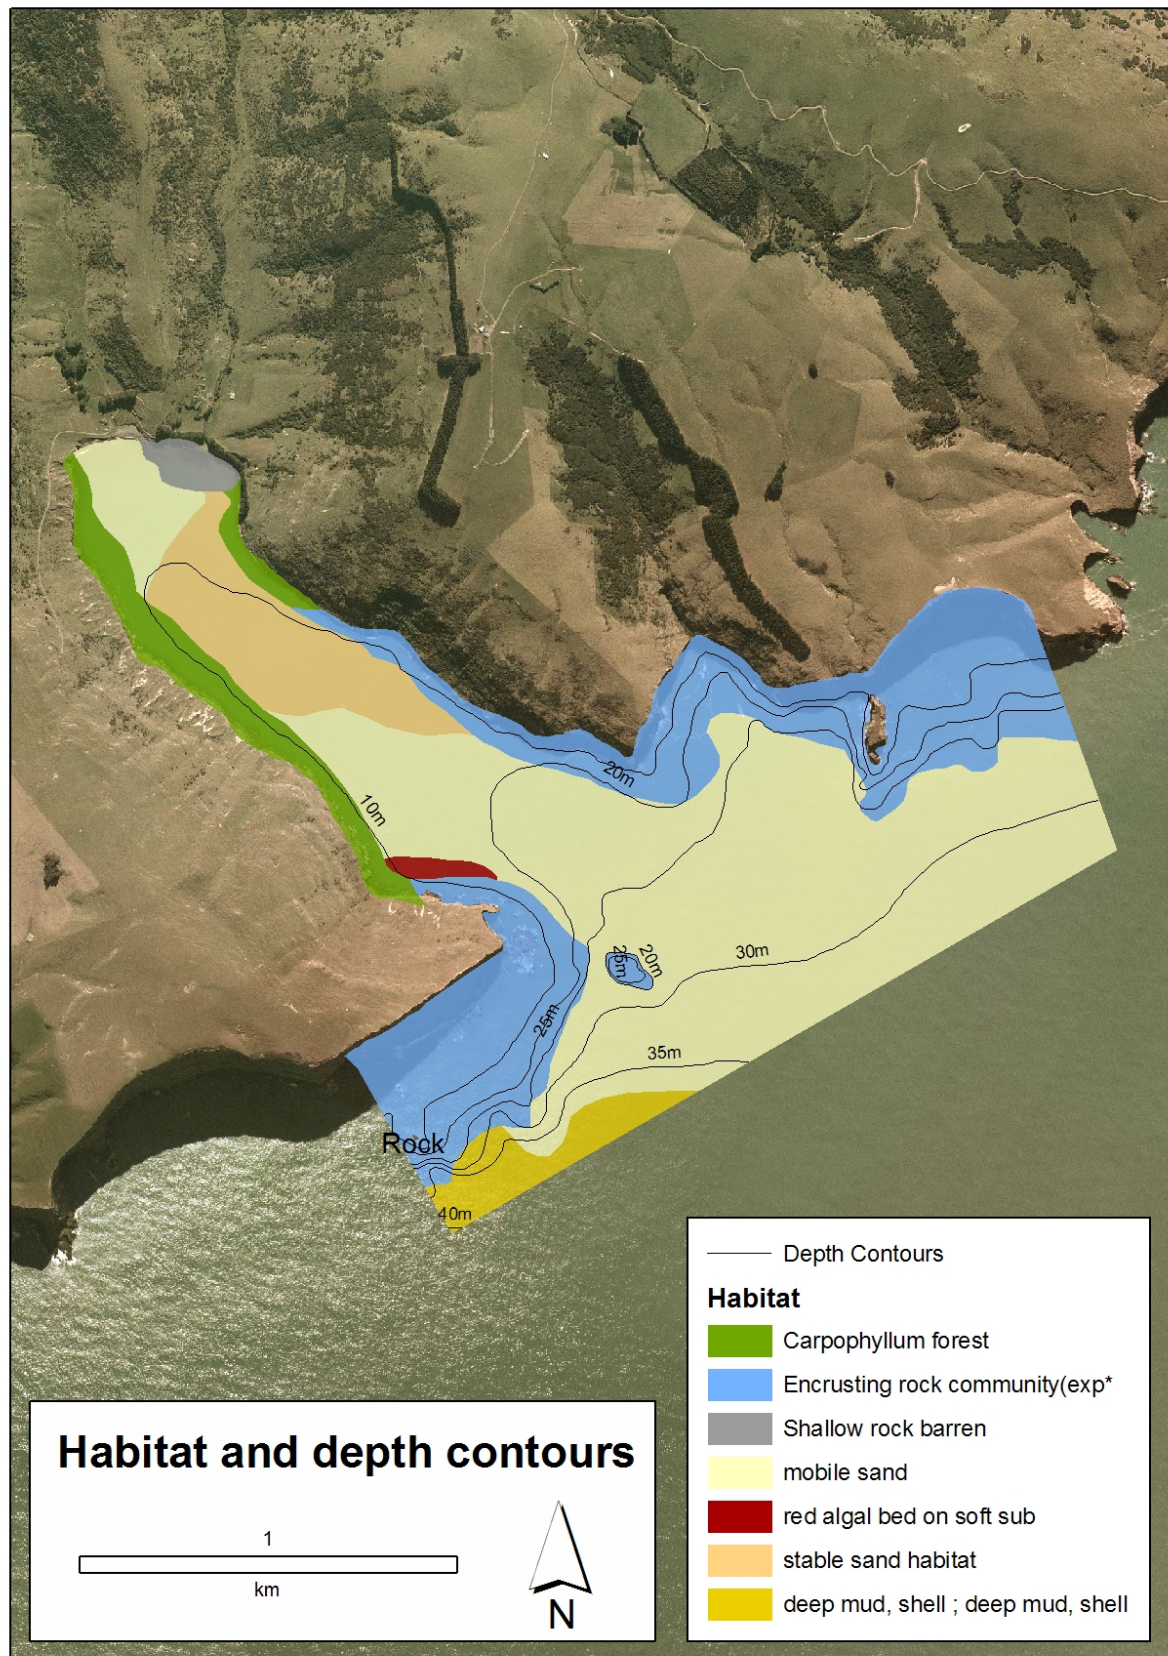 10m
20m
25m
20m
30m
25m
35m
Rock
40m
Depth Contours
Habitat
Carpophyllum forest
Encrusting rock community(exp*
Shallow rock barren
mobile sand
red algal bed on soft sub
stable sand habitat
deep mud, shell ; deep mud, shell
Habitat and depth contours
1
km
N